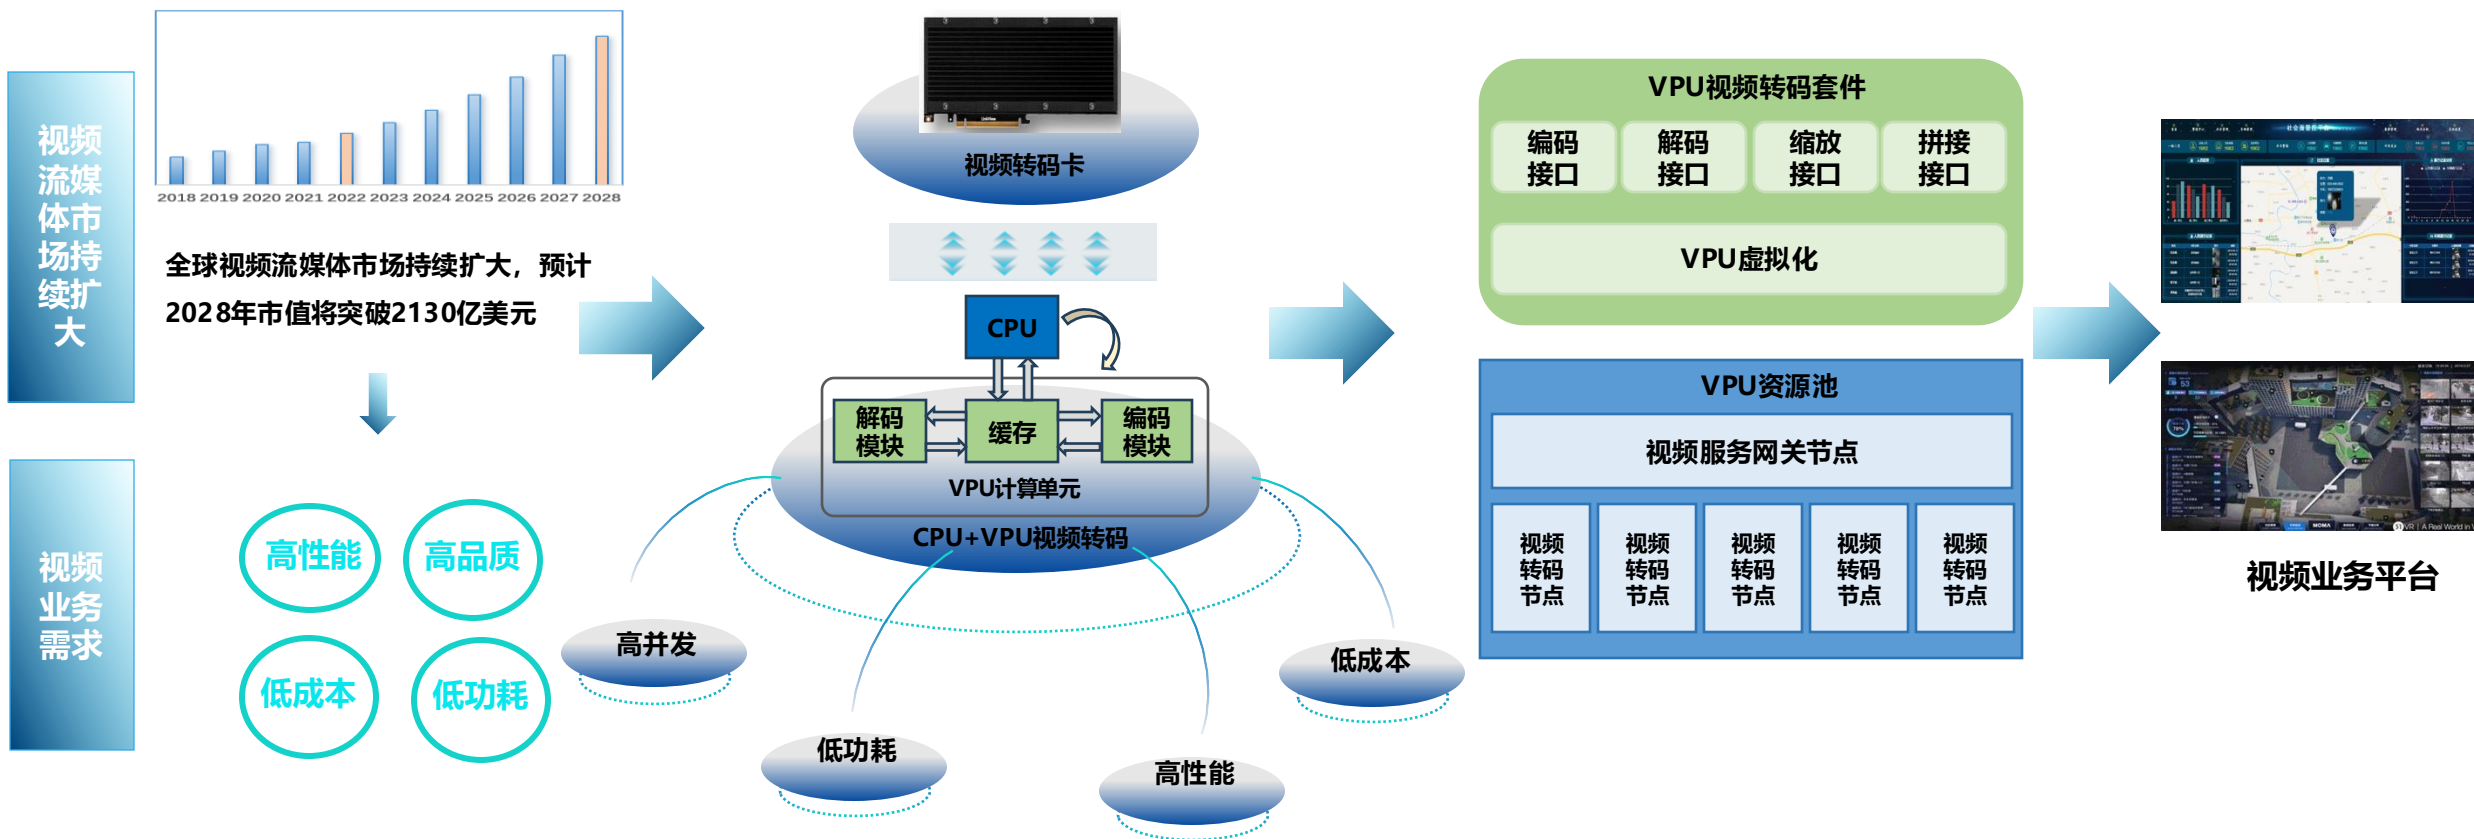 视频
流媒
体市
场持
续扩
大
2018 2019 2020 2021 2022 2023 2024 2025 2026 2027 2028
全球视频流媒体市场持续扩大，预计
2028年市值将突破2130亿美元
视频
业务
需求
高性能
高品质
低成本
低功耗
视频转码卡
CPU
解码
模块
缓存
编码
模块
VPU计算单元
CPU+VPU视频转码
高并发
低功耗
高性能
低成本
VPU视频转码套件
编码
接口
解码
接口
缩放
接口
拼接
接口
VPU虚拟化
VPU资源池
视频服务网关节点
视频
转码
节点
视频
转码
节点
视频
转码
节点
视频
转码
节点
视频
转码
节点
53
78%
MOMA
VR | A Real World in V
视频业务平台